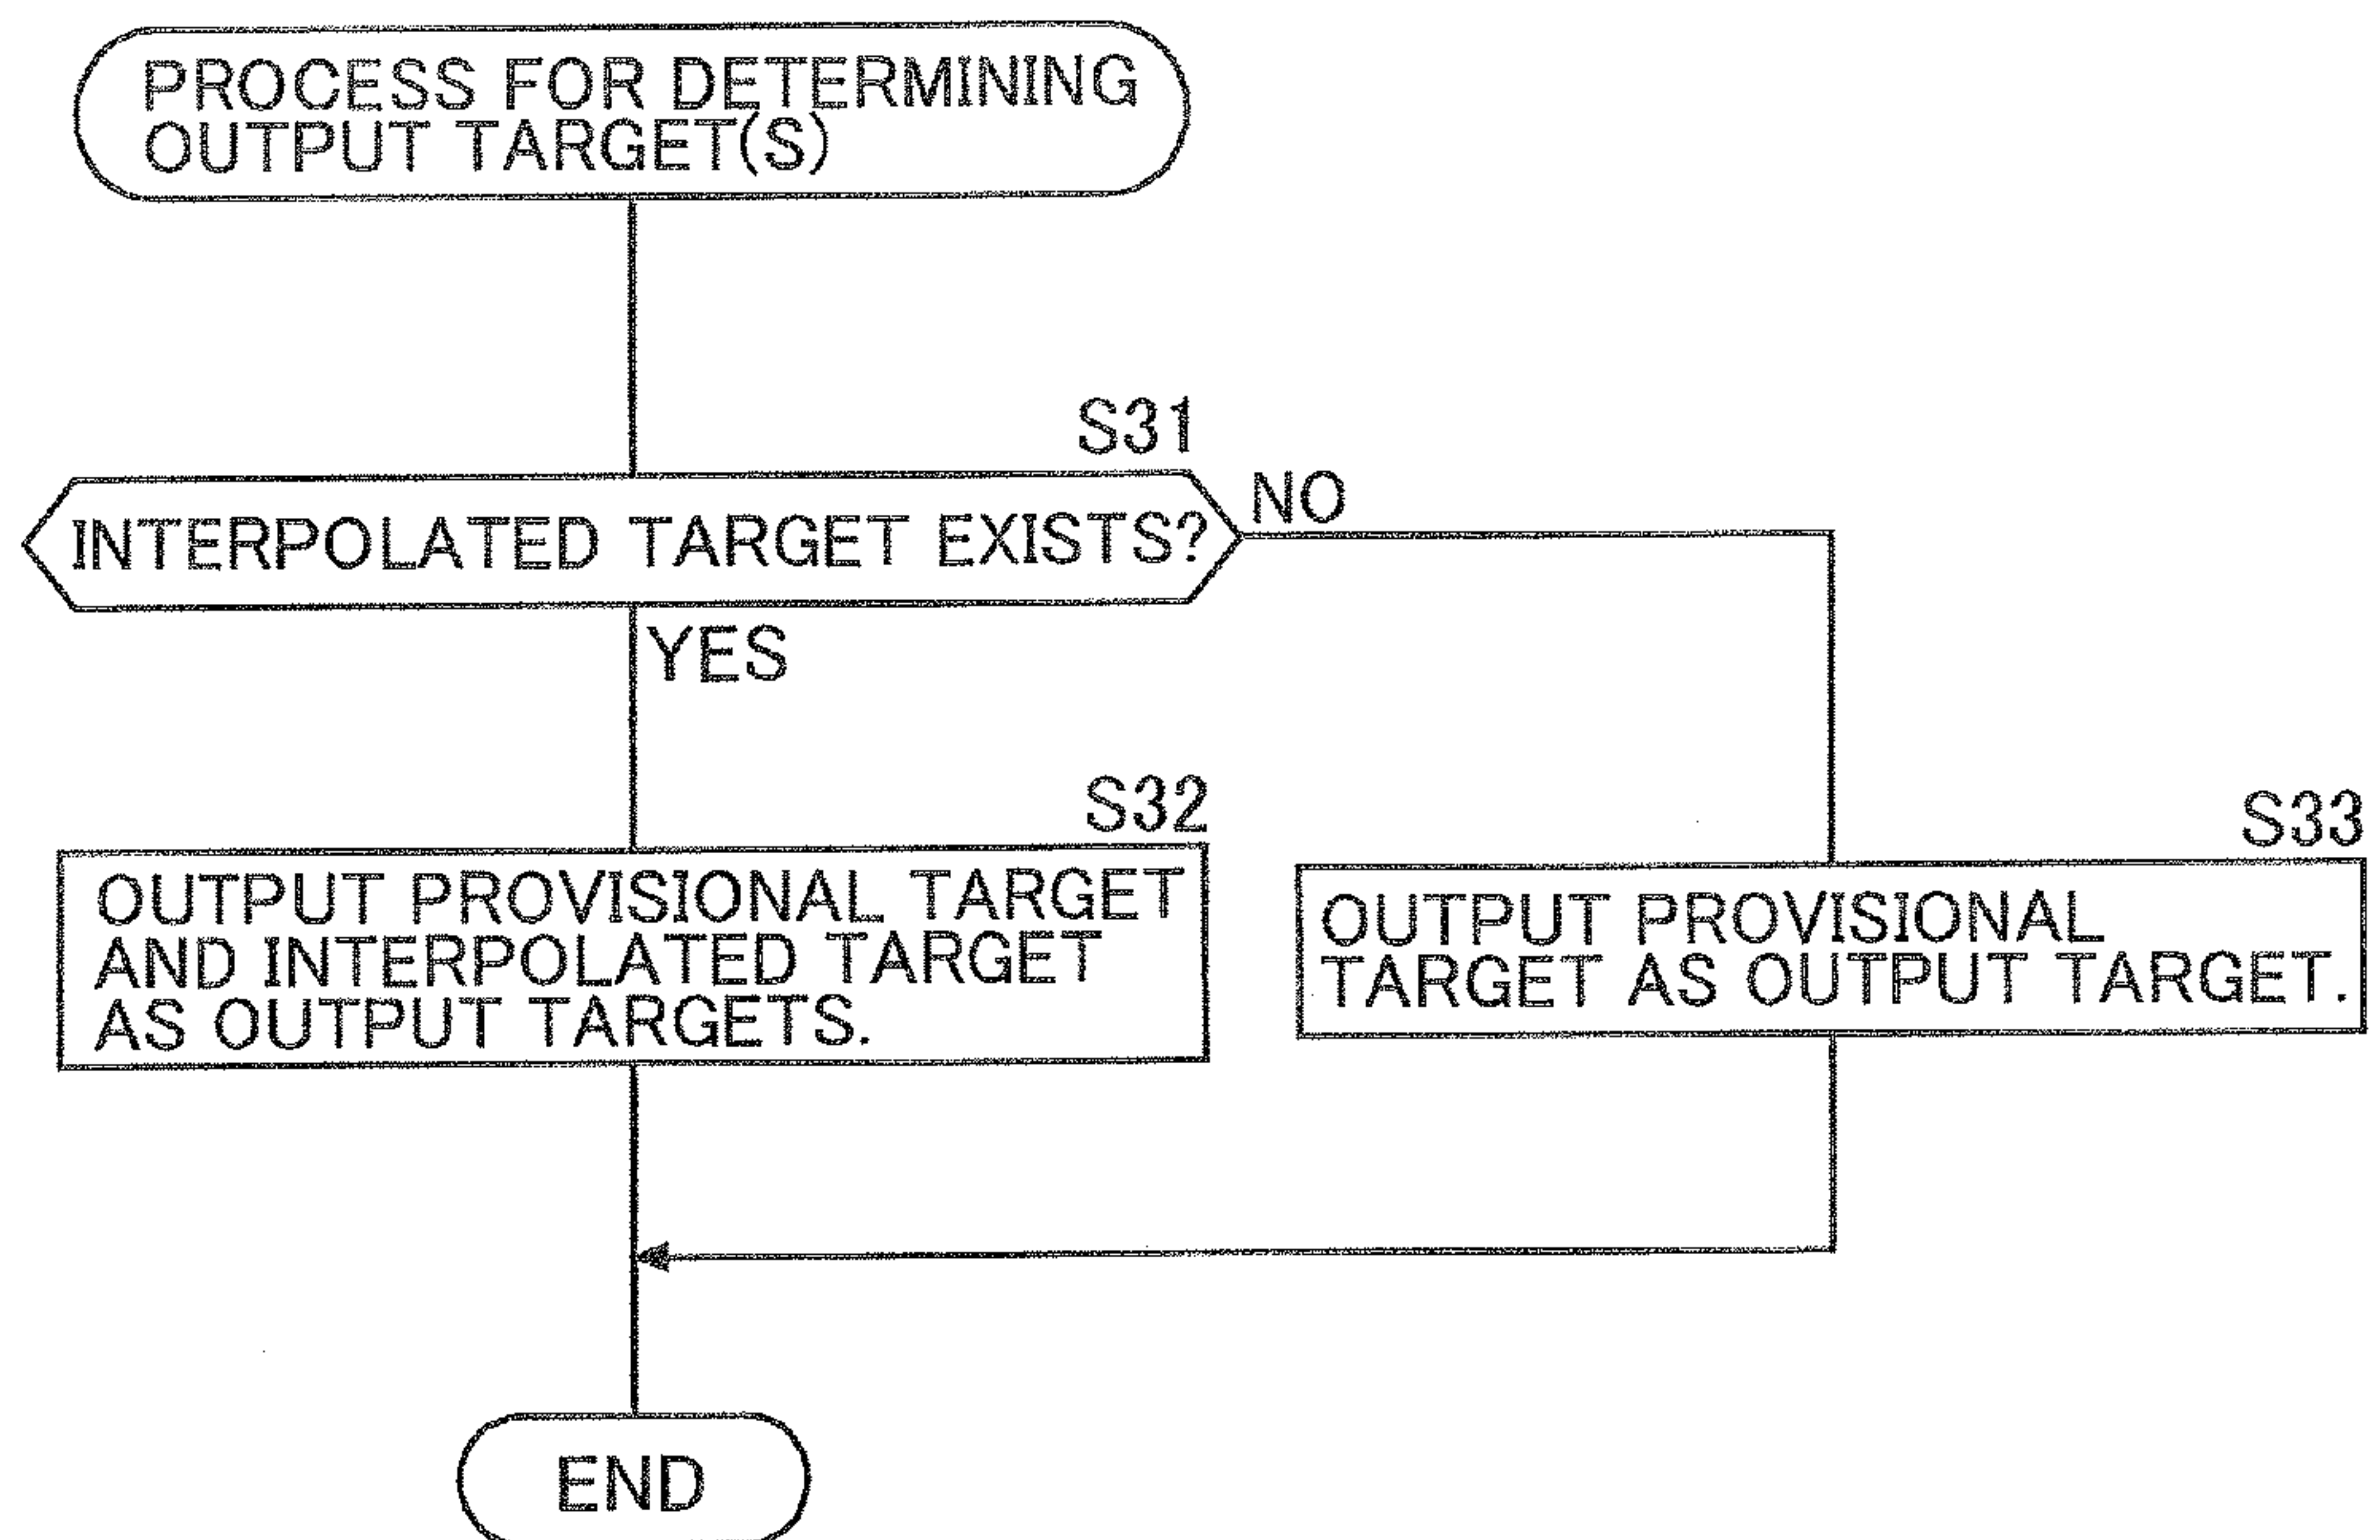 PROCESS FOR DETERMINING
OUTPUT TARGET(S)
S31
INTERPOLATED TARGET EXISTS?
NO
YES
S32
OUTPUT PROVISIONAL TARGET
AND INTERPOLATED TARGET
AS OUTPUT TARGETS.
S33
OUTPUT PROVISIONAL
TARGET AS OUTPUT TARGET.
END